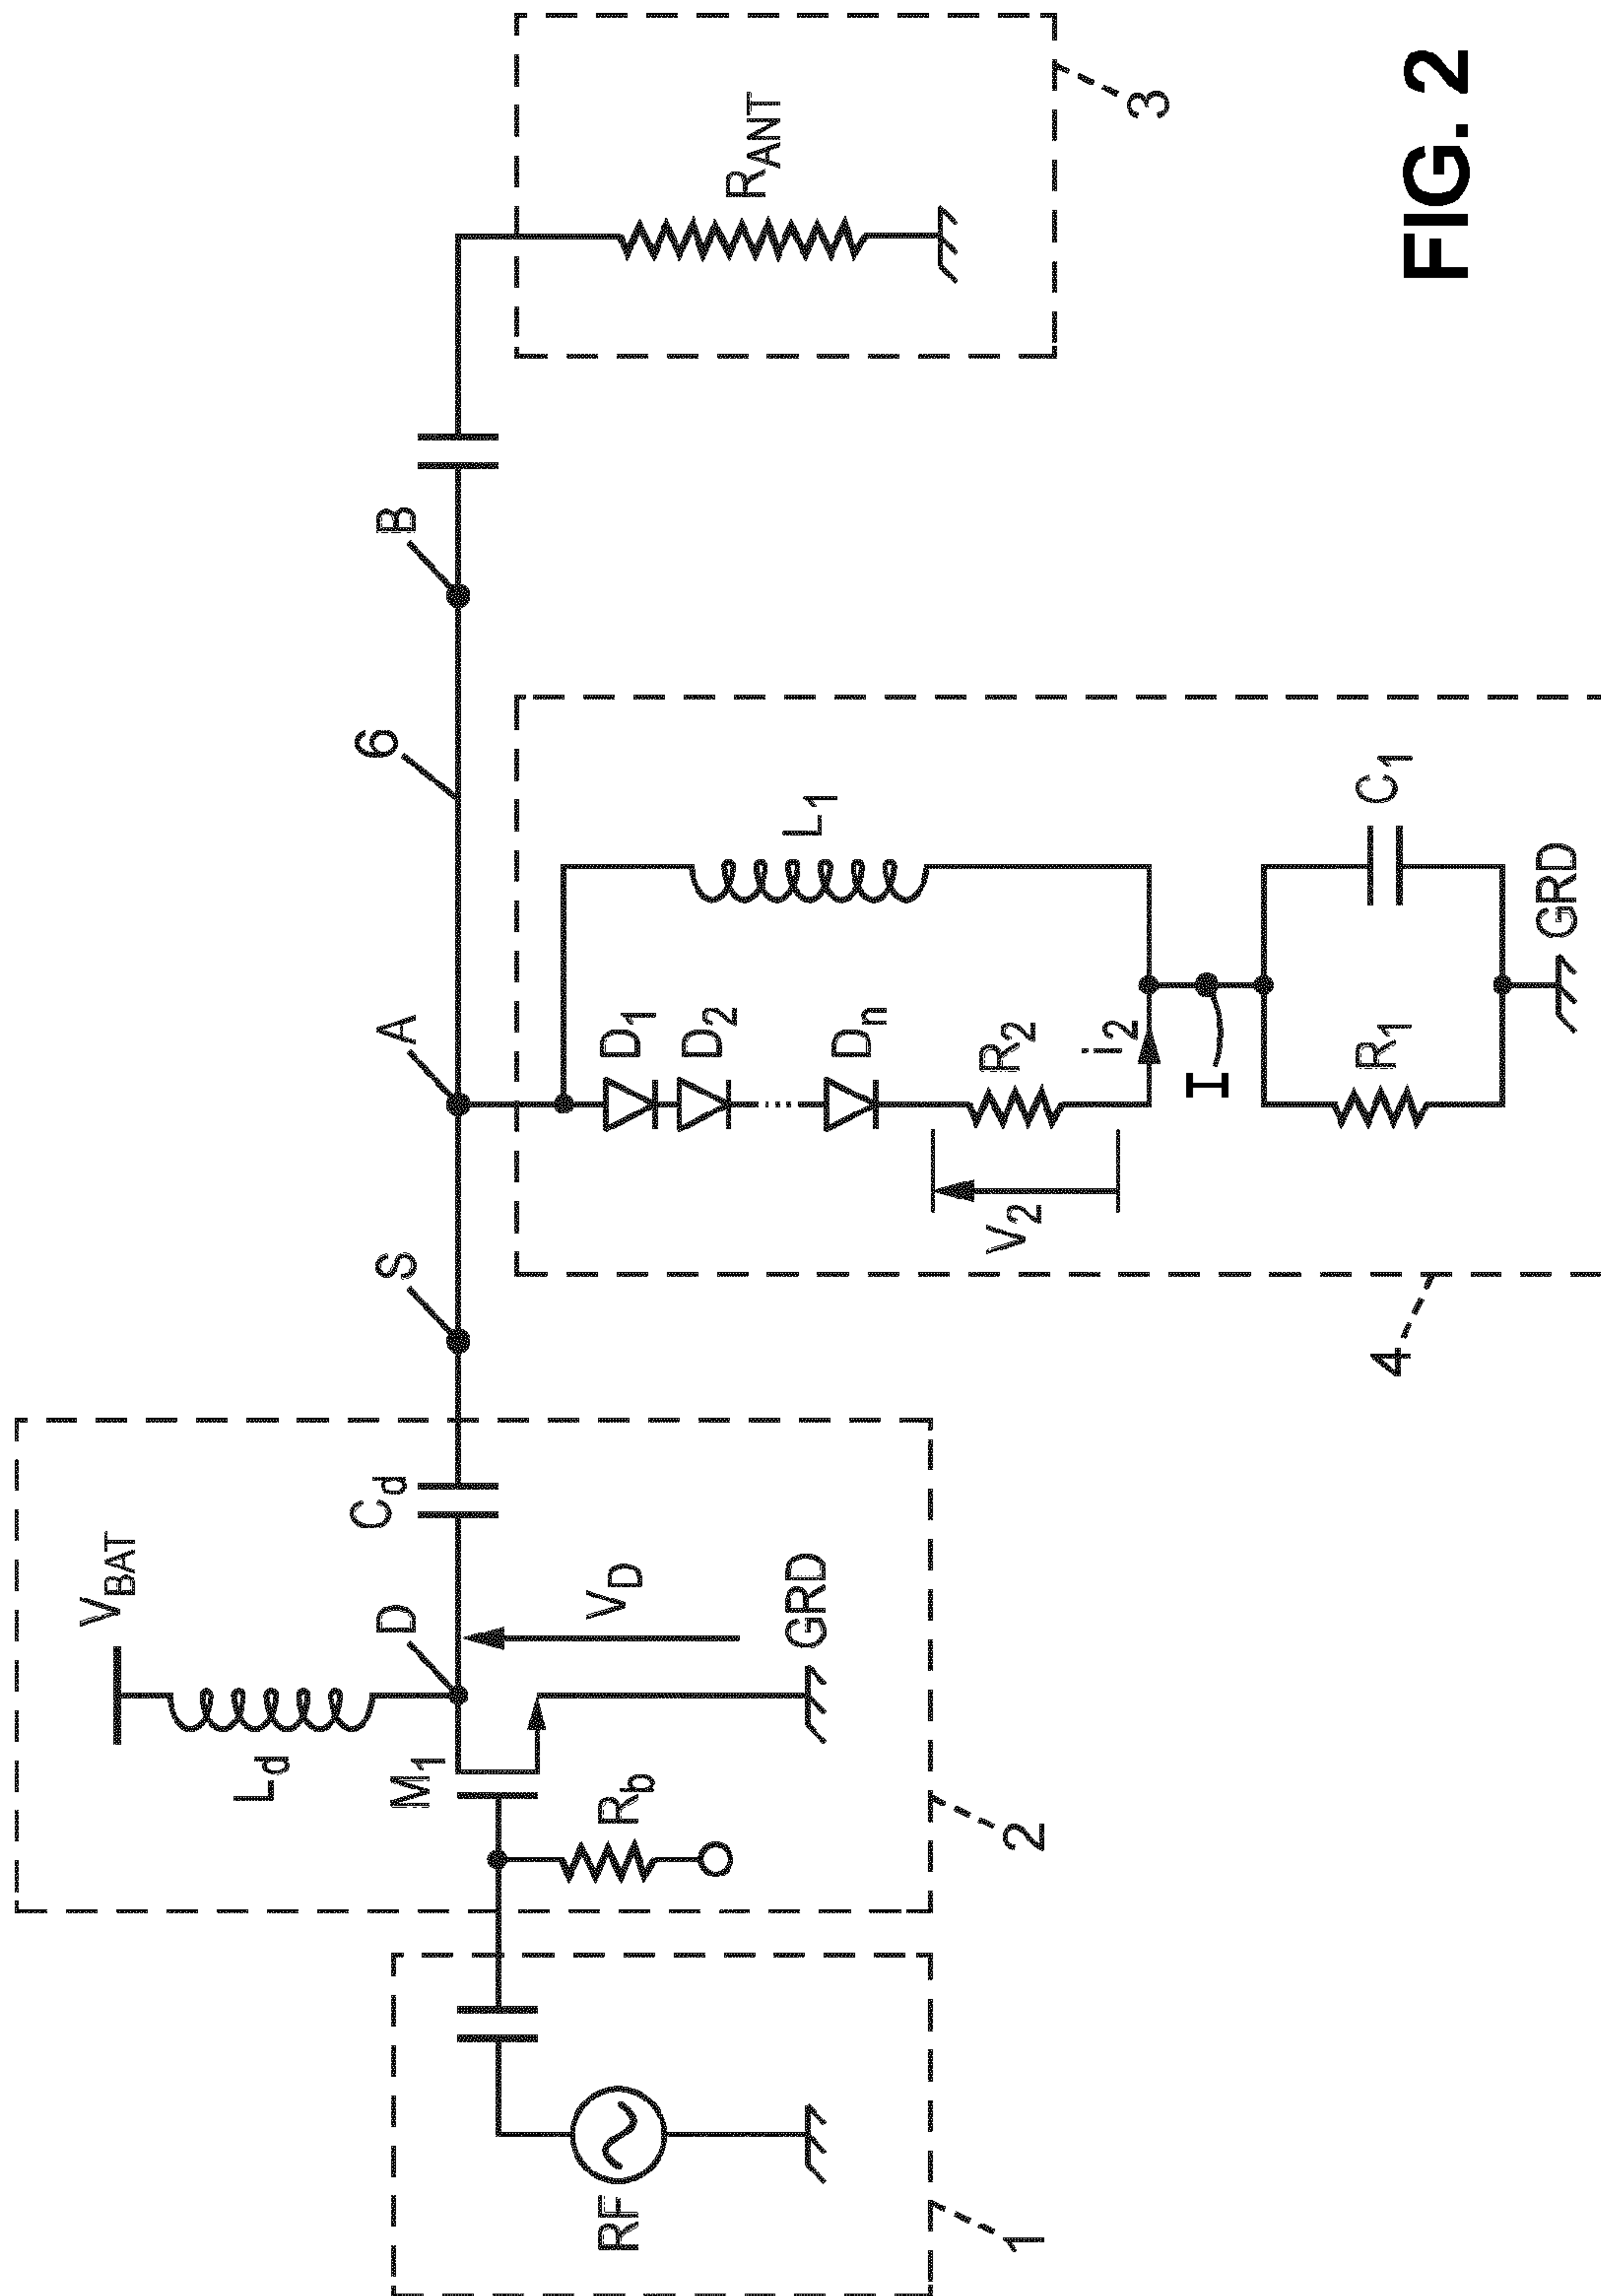 V_BAT
L_d
D
C_d
M_1
V_D
R_b
GRD
RF
1
2
S
A
6
B
D_1
D_2
D_n
R_2
V_2
i_2
L_1
I
R_1
C_1
GRD
4
R_ANT
3
FIG. 2